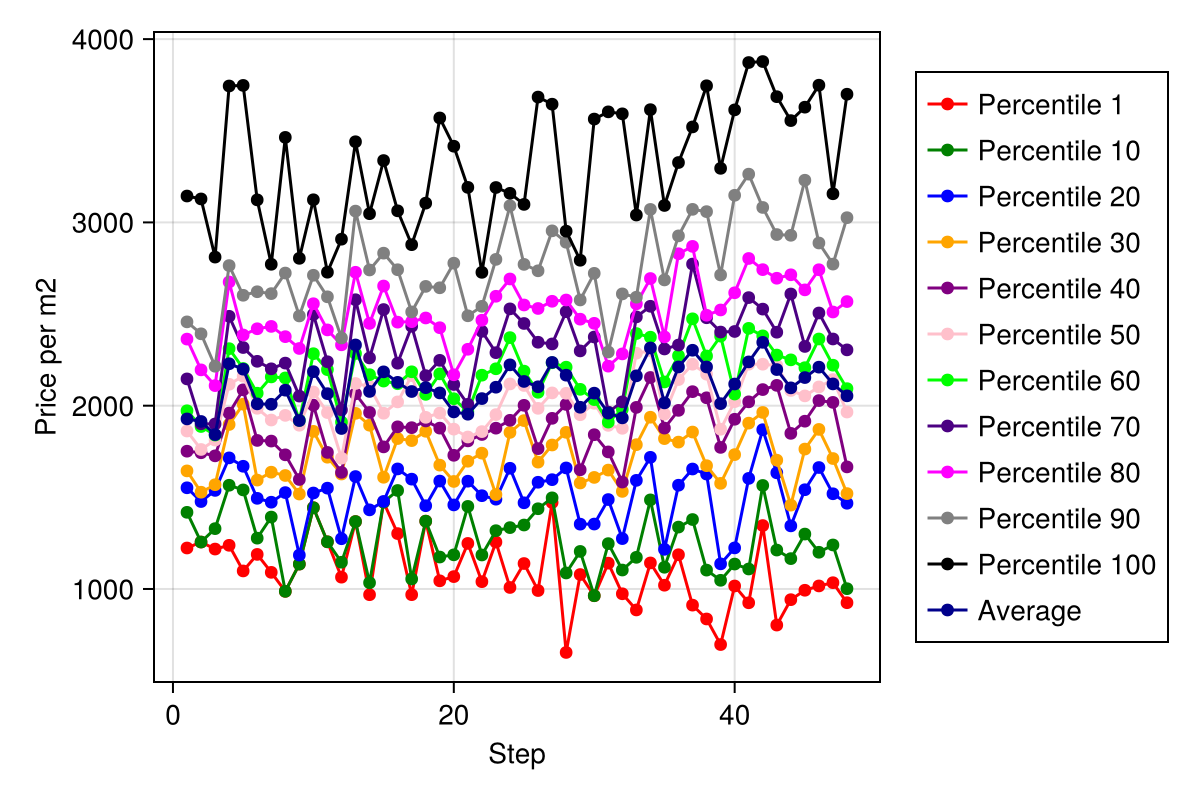 4000
3000
2000
1000
Price per m2
0 20 40
Step
Percentile 1
Percentile 10
Percentile 20
Percentile 30
Percentile 40
Percentile 50
Percentile 60
Percentile 70
Percentile 80
Percentile 90
Percentile 100
Average